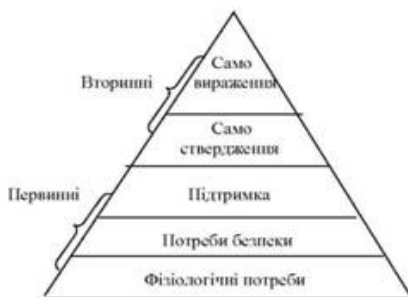 Само
вираження
Вторинні
Само
ствердження
Первинні
Підтримка
Потреби безпеки
Фізіологічні потреби